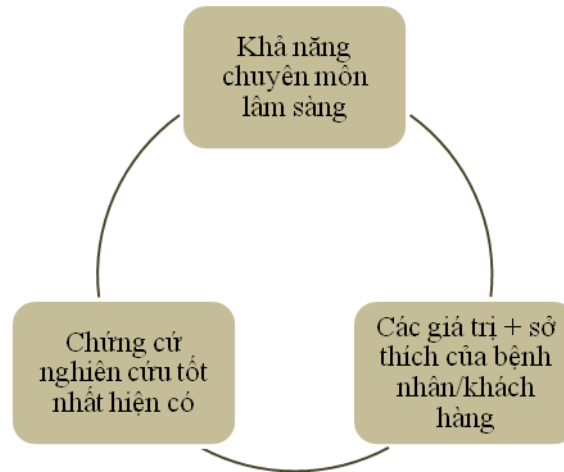 Khả năng
chuyên môn
lâm sàng
Chứng cứ
nghiên cứu tốt
nhất hiện có
Các giá trị + sở
thích của bệnh
nhân/khách
hàng